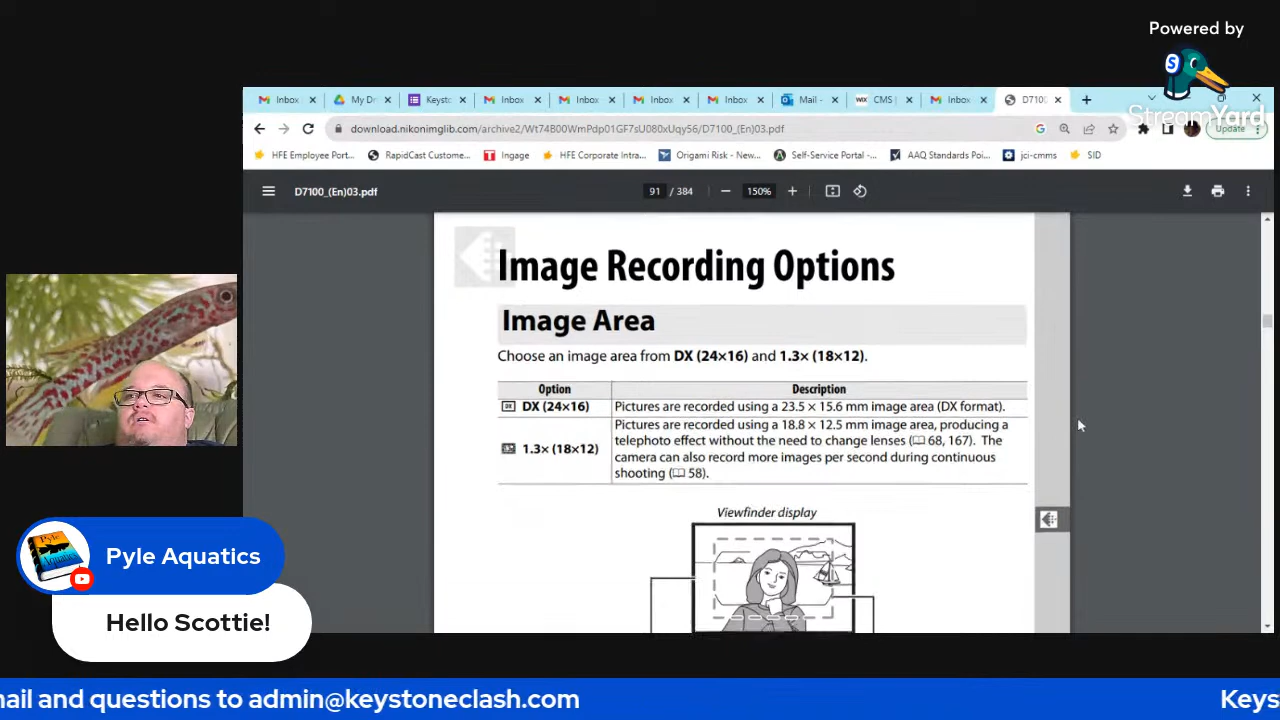 Powered by
S
StreamYard
Inbox
My Dr
Keysto
Inbox
Inbox
Inbox
Inbox
Mail -
WIX CMS |
Inbox
D710
download.nikonimglib.com/archive2/Wt74B00WmPdp01GF7sU080xUqy56/D7100_(En)03.pdf
Update
HFE Employee Port...
RapidCast Custome...
Ingage
HFE Corporate Intra...
Origami Risk - New...
Self-Service Portal -...
AAQ Standards Poi...
jci-cmms
SID
D7100_(En)03.pdf
91 / 384
150%
Image Recording Options
Image Area
Choose an image area from DX (24×16) and 1.3× (18×12).
Option Description
DX (24×16) Pictures are recorded using a 23.5 × 15.6 mm image area (DX format).
1.3× (18×12) Pictures are recorded using a 18.8 × 12.5 mm image area, producing a
telephoto effect without the need to change lenses (68, 167). The
camera can also record more images per second during continuous
shooting (58).
Viewfinder display
Pyle
Aquatics
Pyle Aquatics
Hello Scottie!
nail and questions to admin@keystoneclash.com
Keys